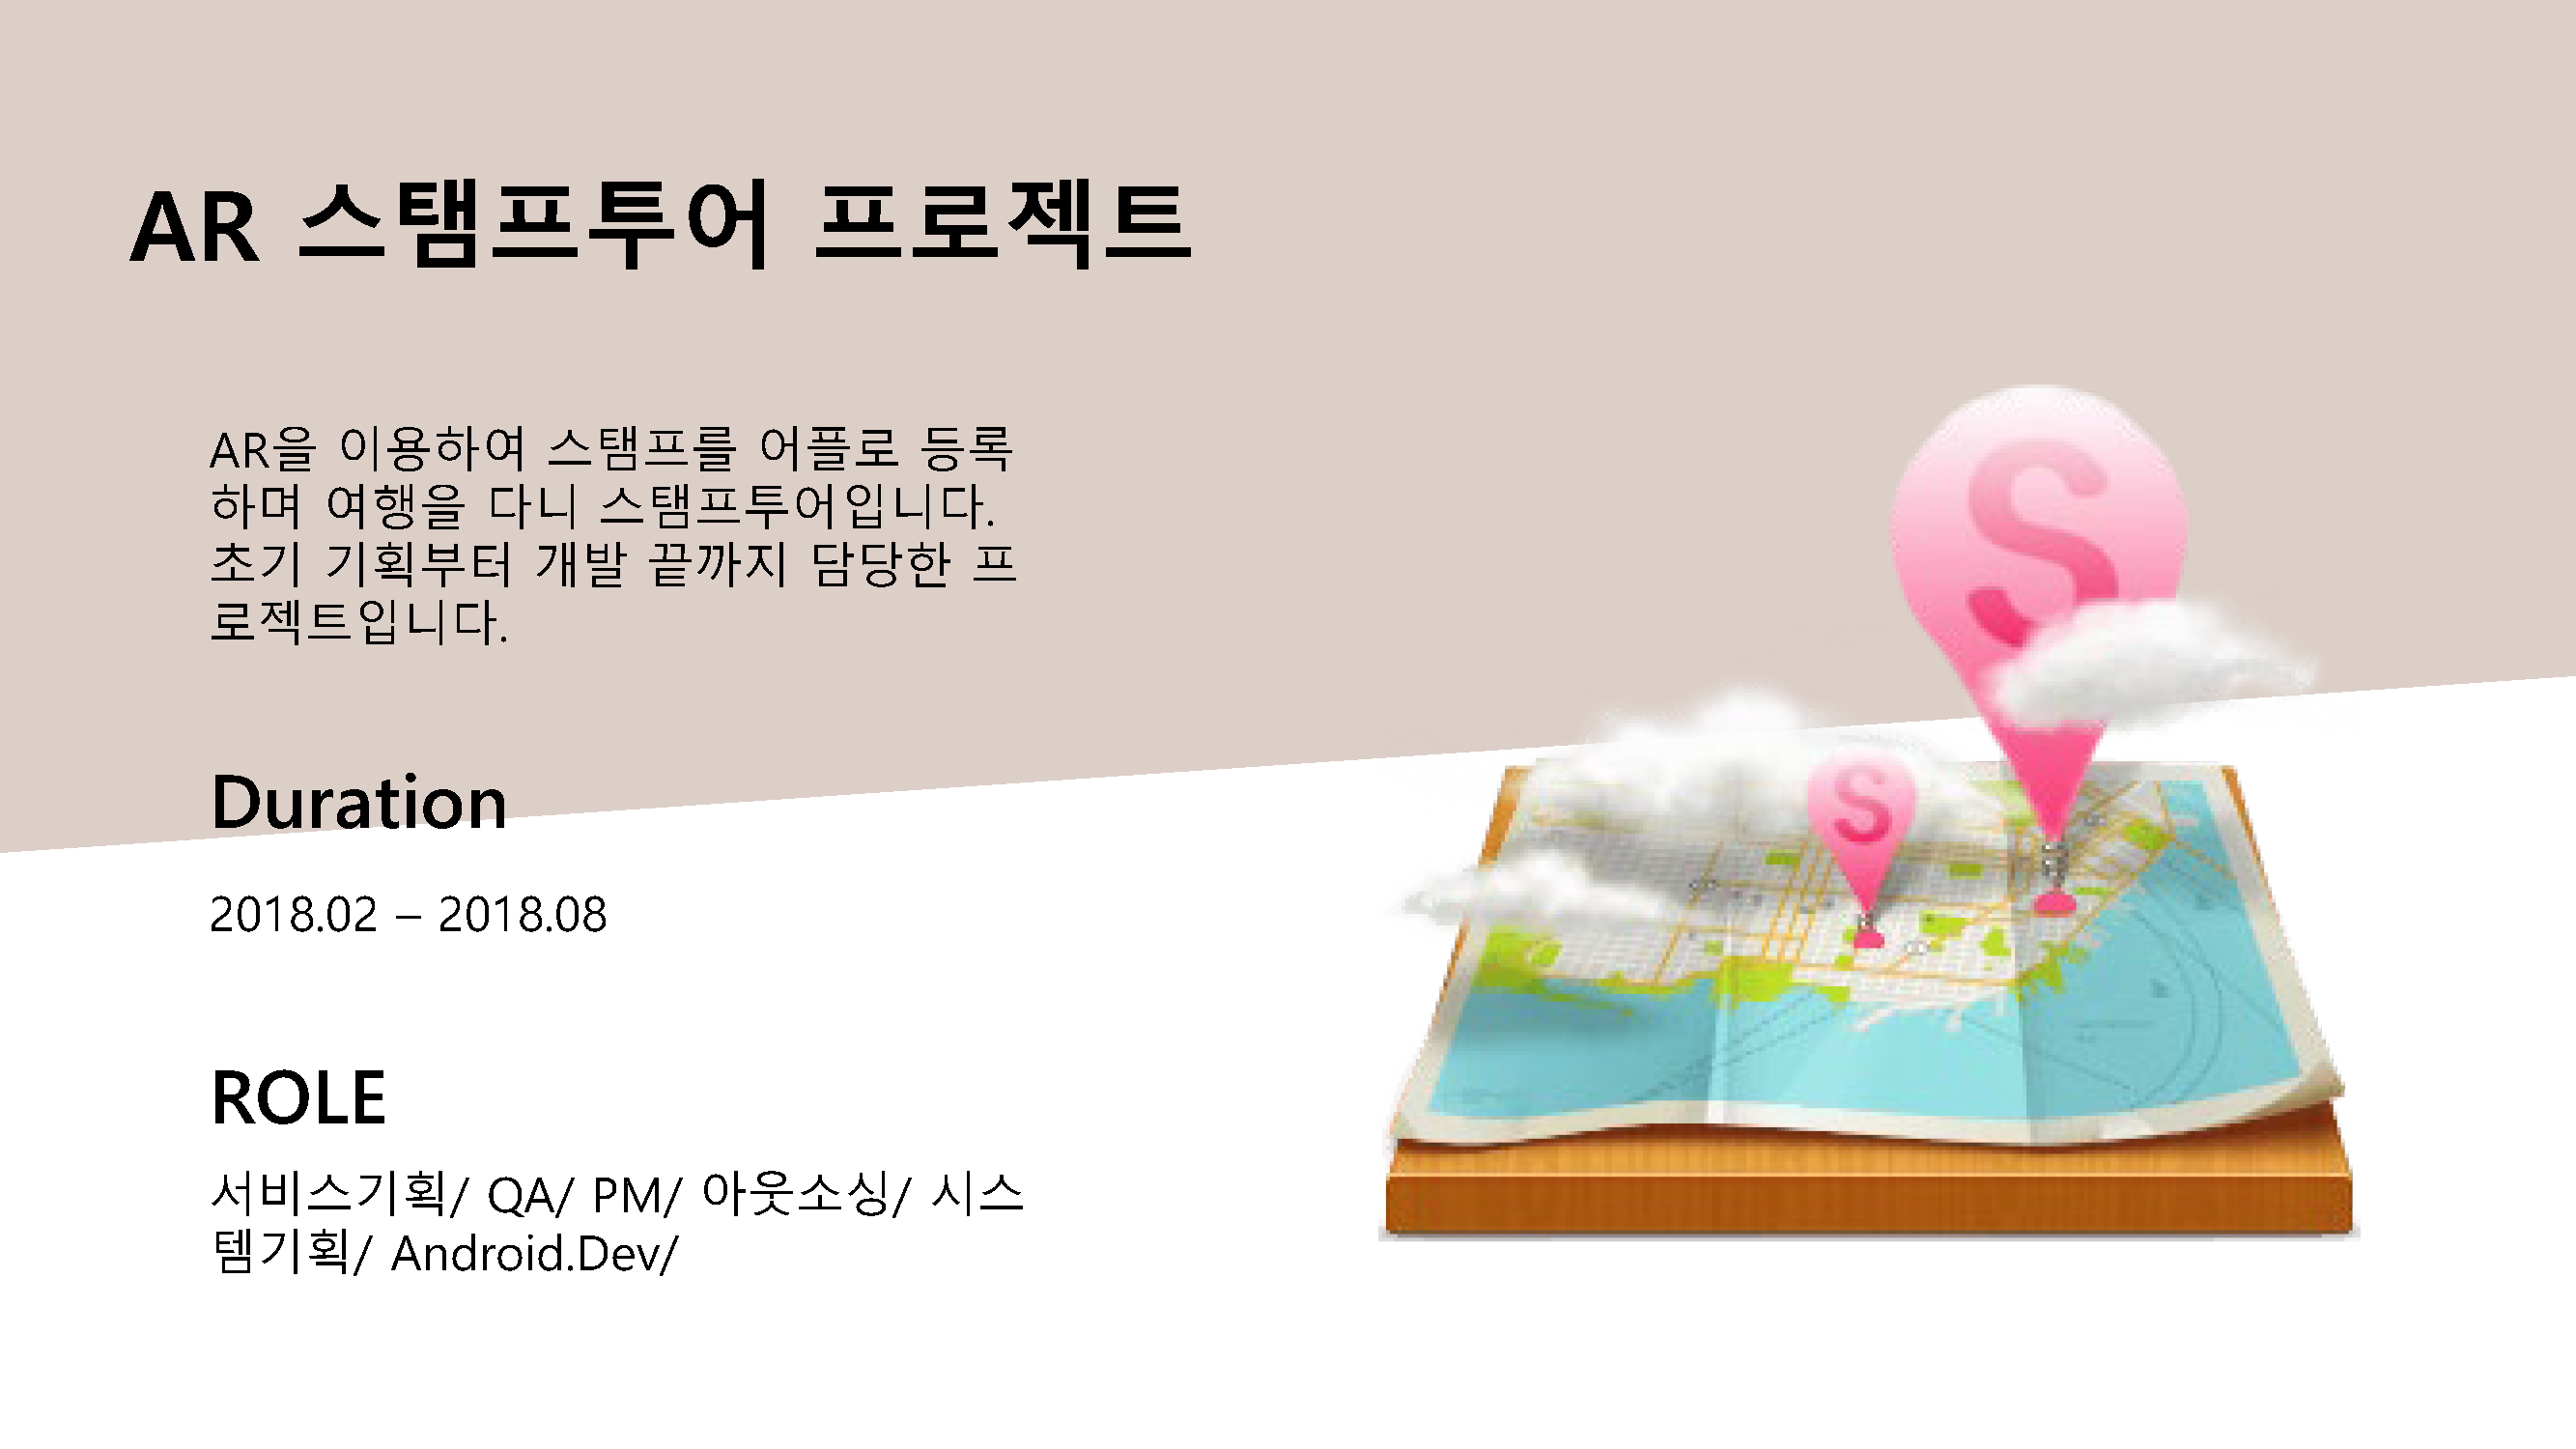 AR 스탬프투어 프로젝트
AR을 이용하여 스탬프를 어플로 등록
하며 여행을 다니 스탬프투어입니다.
초기 기획부터 개발 끝까지 담당한 프
로젝트입니다.
S
S
Duration
2018.02 – 2018.08
ROLE
서비스기획/ QA/ PM/ 아웃소싱/ 시스
템기획/ Android.Dev/